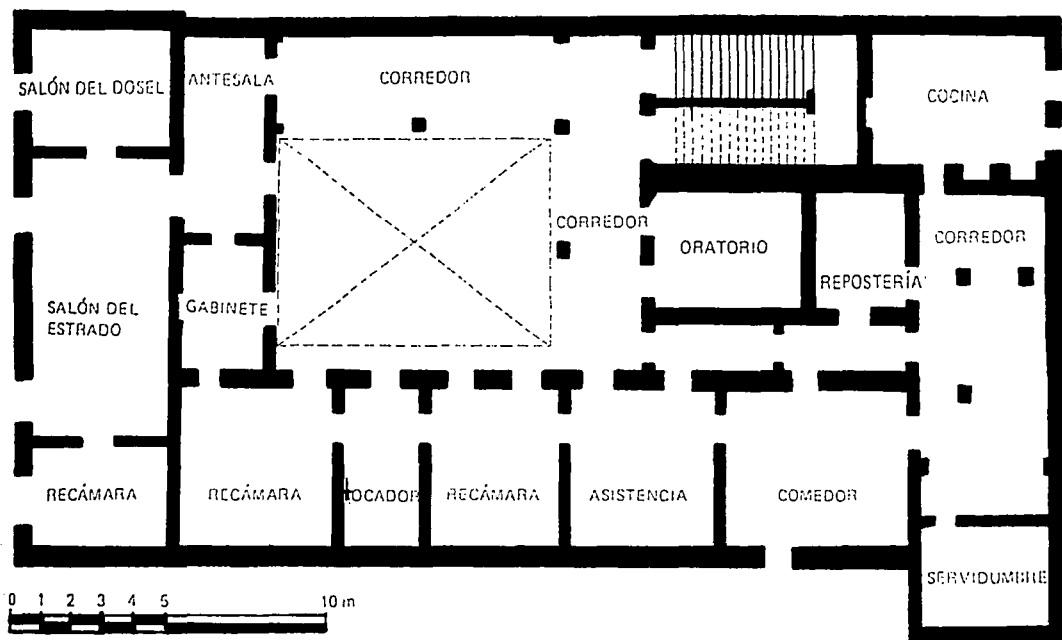 SALÓN DEL DOSEL
ANTESALA
CORREDOR
COCINA
CORREDOR
ORATORIO
REPOSTERÍA
CORREDOR
SALÓN DEL
ESTRADO
GABINETE
RECÁMARA
RECÁMARA
TOCADOR
RECÁMARA
ASISTENCIA
COMEDOR
SERVIDUMBRE
0 1 2 3 4 5 10 m